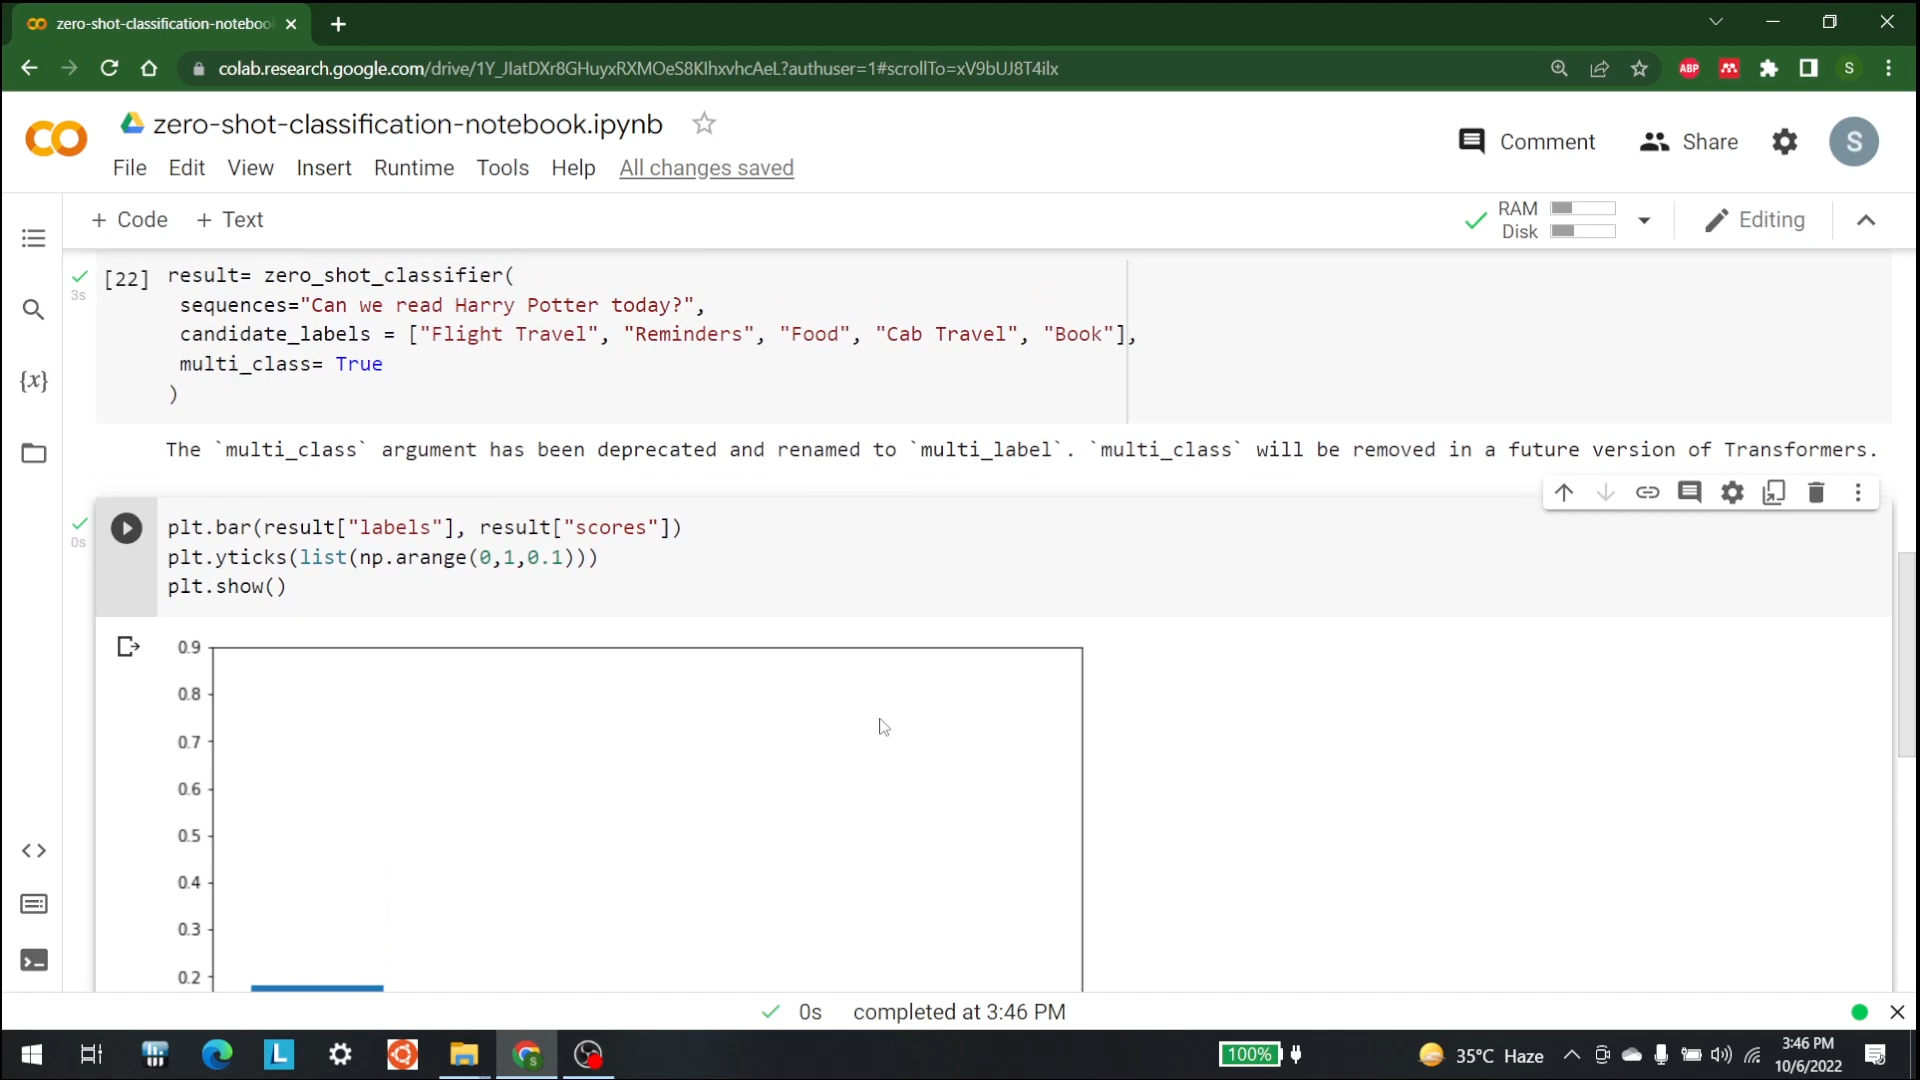 zero-shot-classification-noteboo
colab.research.google.com/drive/1Y_JIatDXr8GHuyxRXMOeS8KIhxvhcAeL?authuser=1#scrollTo=xV9bUJ8T4ilx
ABP
S
zero-shot-classification-notebook.ipynb
Comment
Share
S
File Edit View Insert Runtime Tools Help All changes saved
+ Code + Text
RAM
Disk
Editing
[22] result= zero_shot_classifier(
3s
sequences="Can we read Harry Potter today?",
candidate_labels = ["Flight Travel", "Reminders", "Food", "Cab Travel", "Book"],
multi_class= True
)
{x}
The `multi_class` argument has been deprecated and renamed to `multi_label`. `multi_class` will be removed in a future version of Transformers.
plt.bar(result["labels"], result["scores"])
0s
plt.yticks(list(np.arange(0,1,0.1)))
plt.show()
0.9
0.8
0.7
0.6
0.5
0.4
0.3
0.2
0s completed at 3:46 PM
L
S
100%
35°C Haze
3:46 PM
10/6/2022